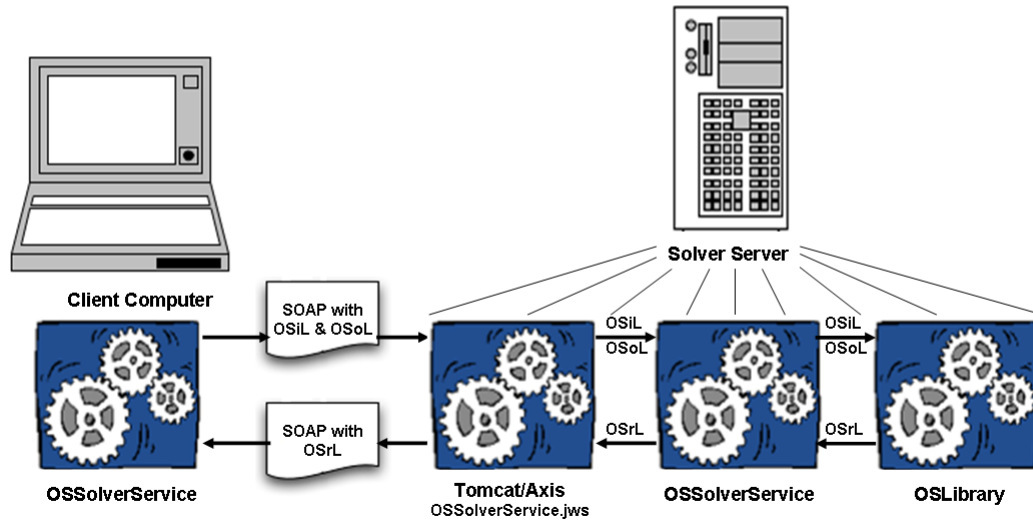 Solver Server
Client Computer
SOAP with
OSiL & OSoL
OSiL
OSoL
OSiL
OSoL
SOAP with
OSrL
OSrL
OSrL
OSSolverService
Tomcat/Axis
OSSolverService.jws
OSSolverService
OSLibrary